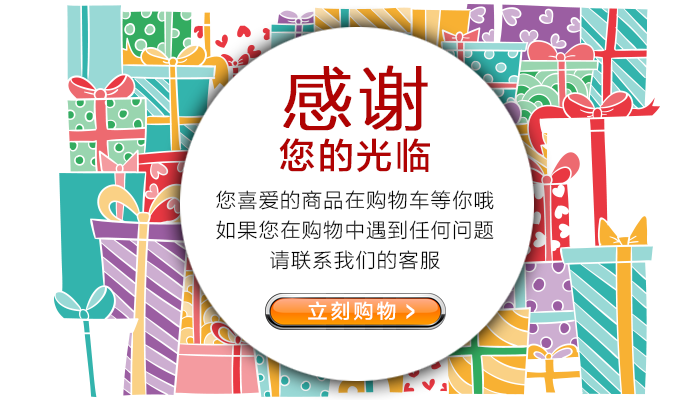 感谢
您的光临
您喜爱的商品在购物车等你哦
如果您在购物中遇到任何问题
请联系我们的客服
立刻购物 >